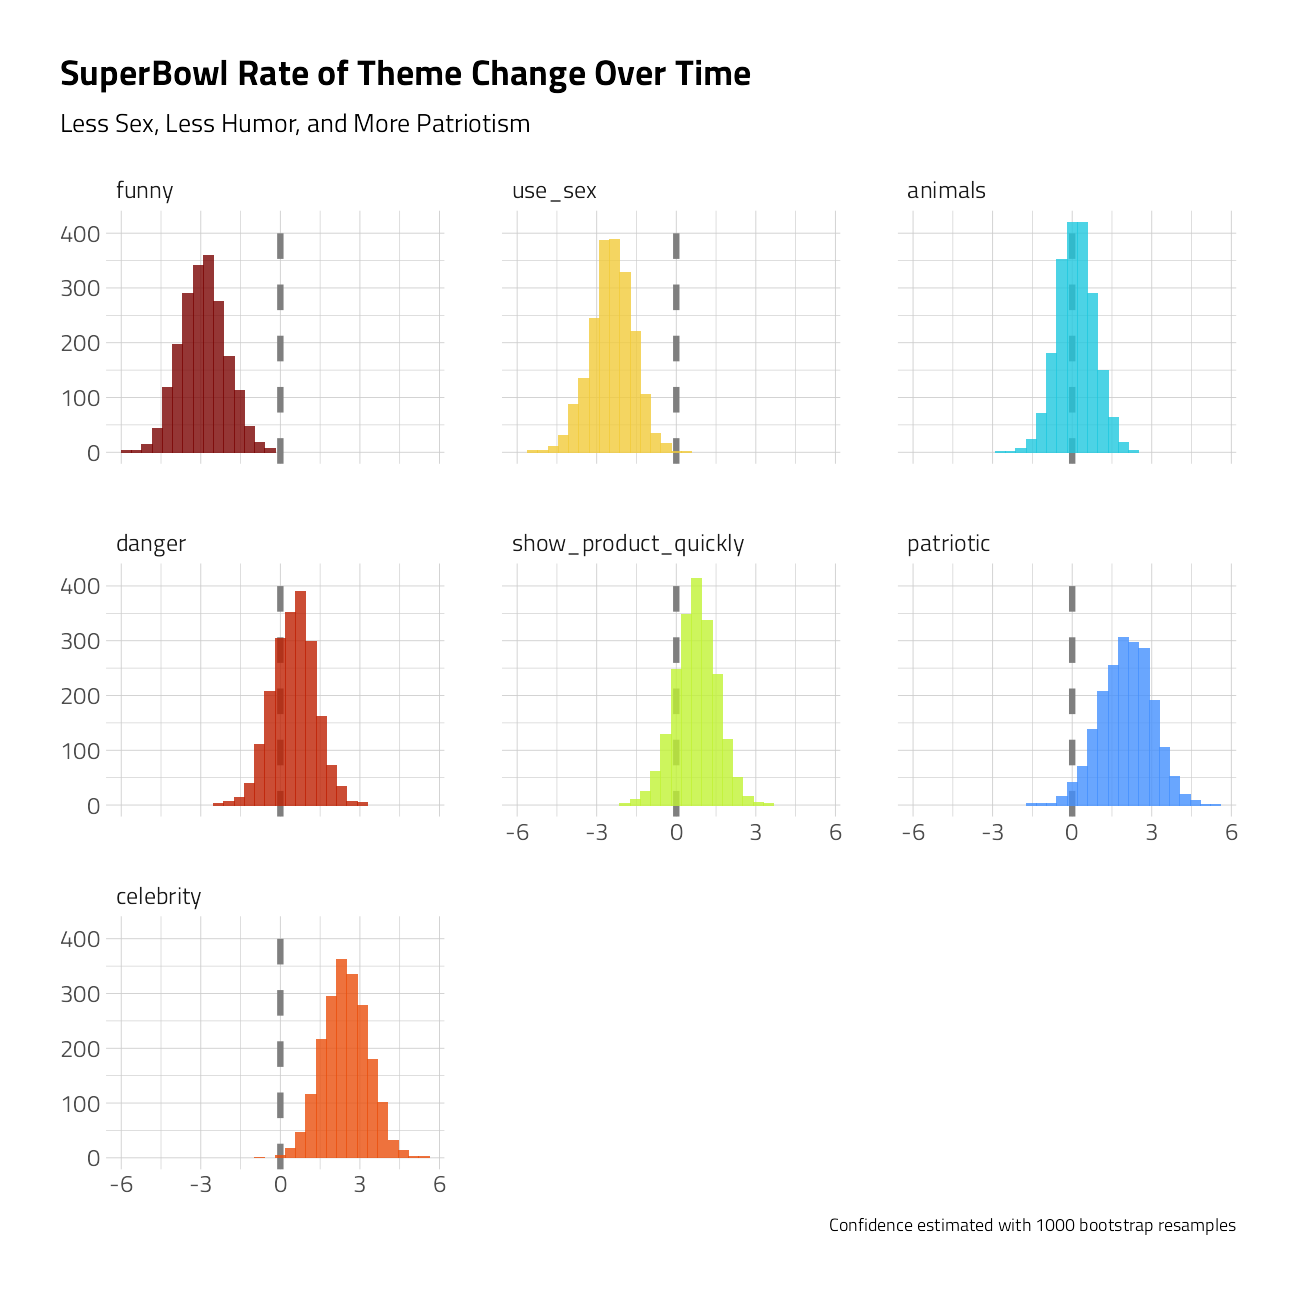 SuperBowl Rate of Theme Change Over Time
Less Sex, Less Humor, and More Patriotism
funny
use_sex
animals
400
300
200
100
0
danger
show_product_quickly
patriotic
400
300
200
100
0
-6 -3 0 3 6
-6 -3 0 3 6
celebrity
400
300
200
100
0
-6 -3 0 3 6
Confidence estimated with 1000 bootstrap resamples